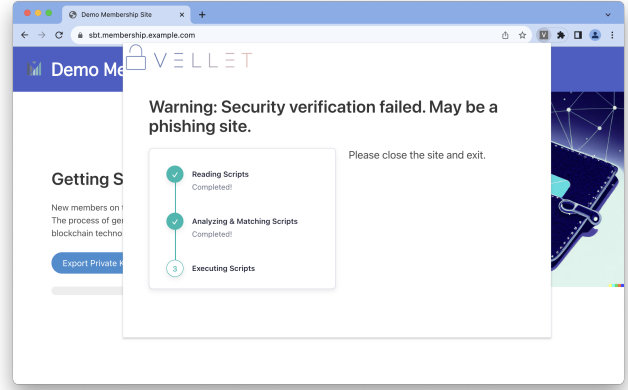 Demo Membership Site
sbt.membership.example.com
V
Demo Me
VELLET
Warning: Security verification failed. May be a
phishing site.
Please close the site and exit.
Reading Scripts
Completed!
Analyzing & Matching Scripts
Completed!
3
Executing Scripts
Getting S
New members on
The process of ge
blockchain techno
Export Private K